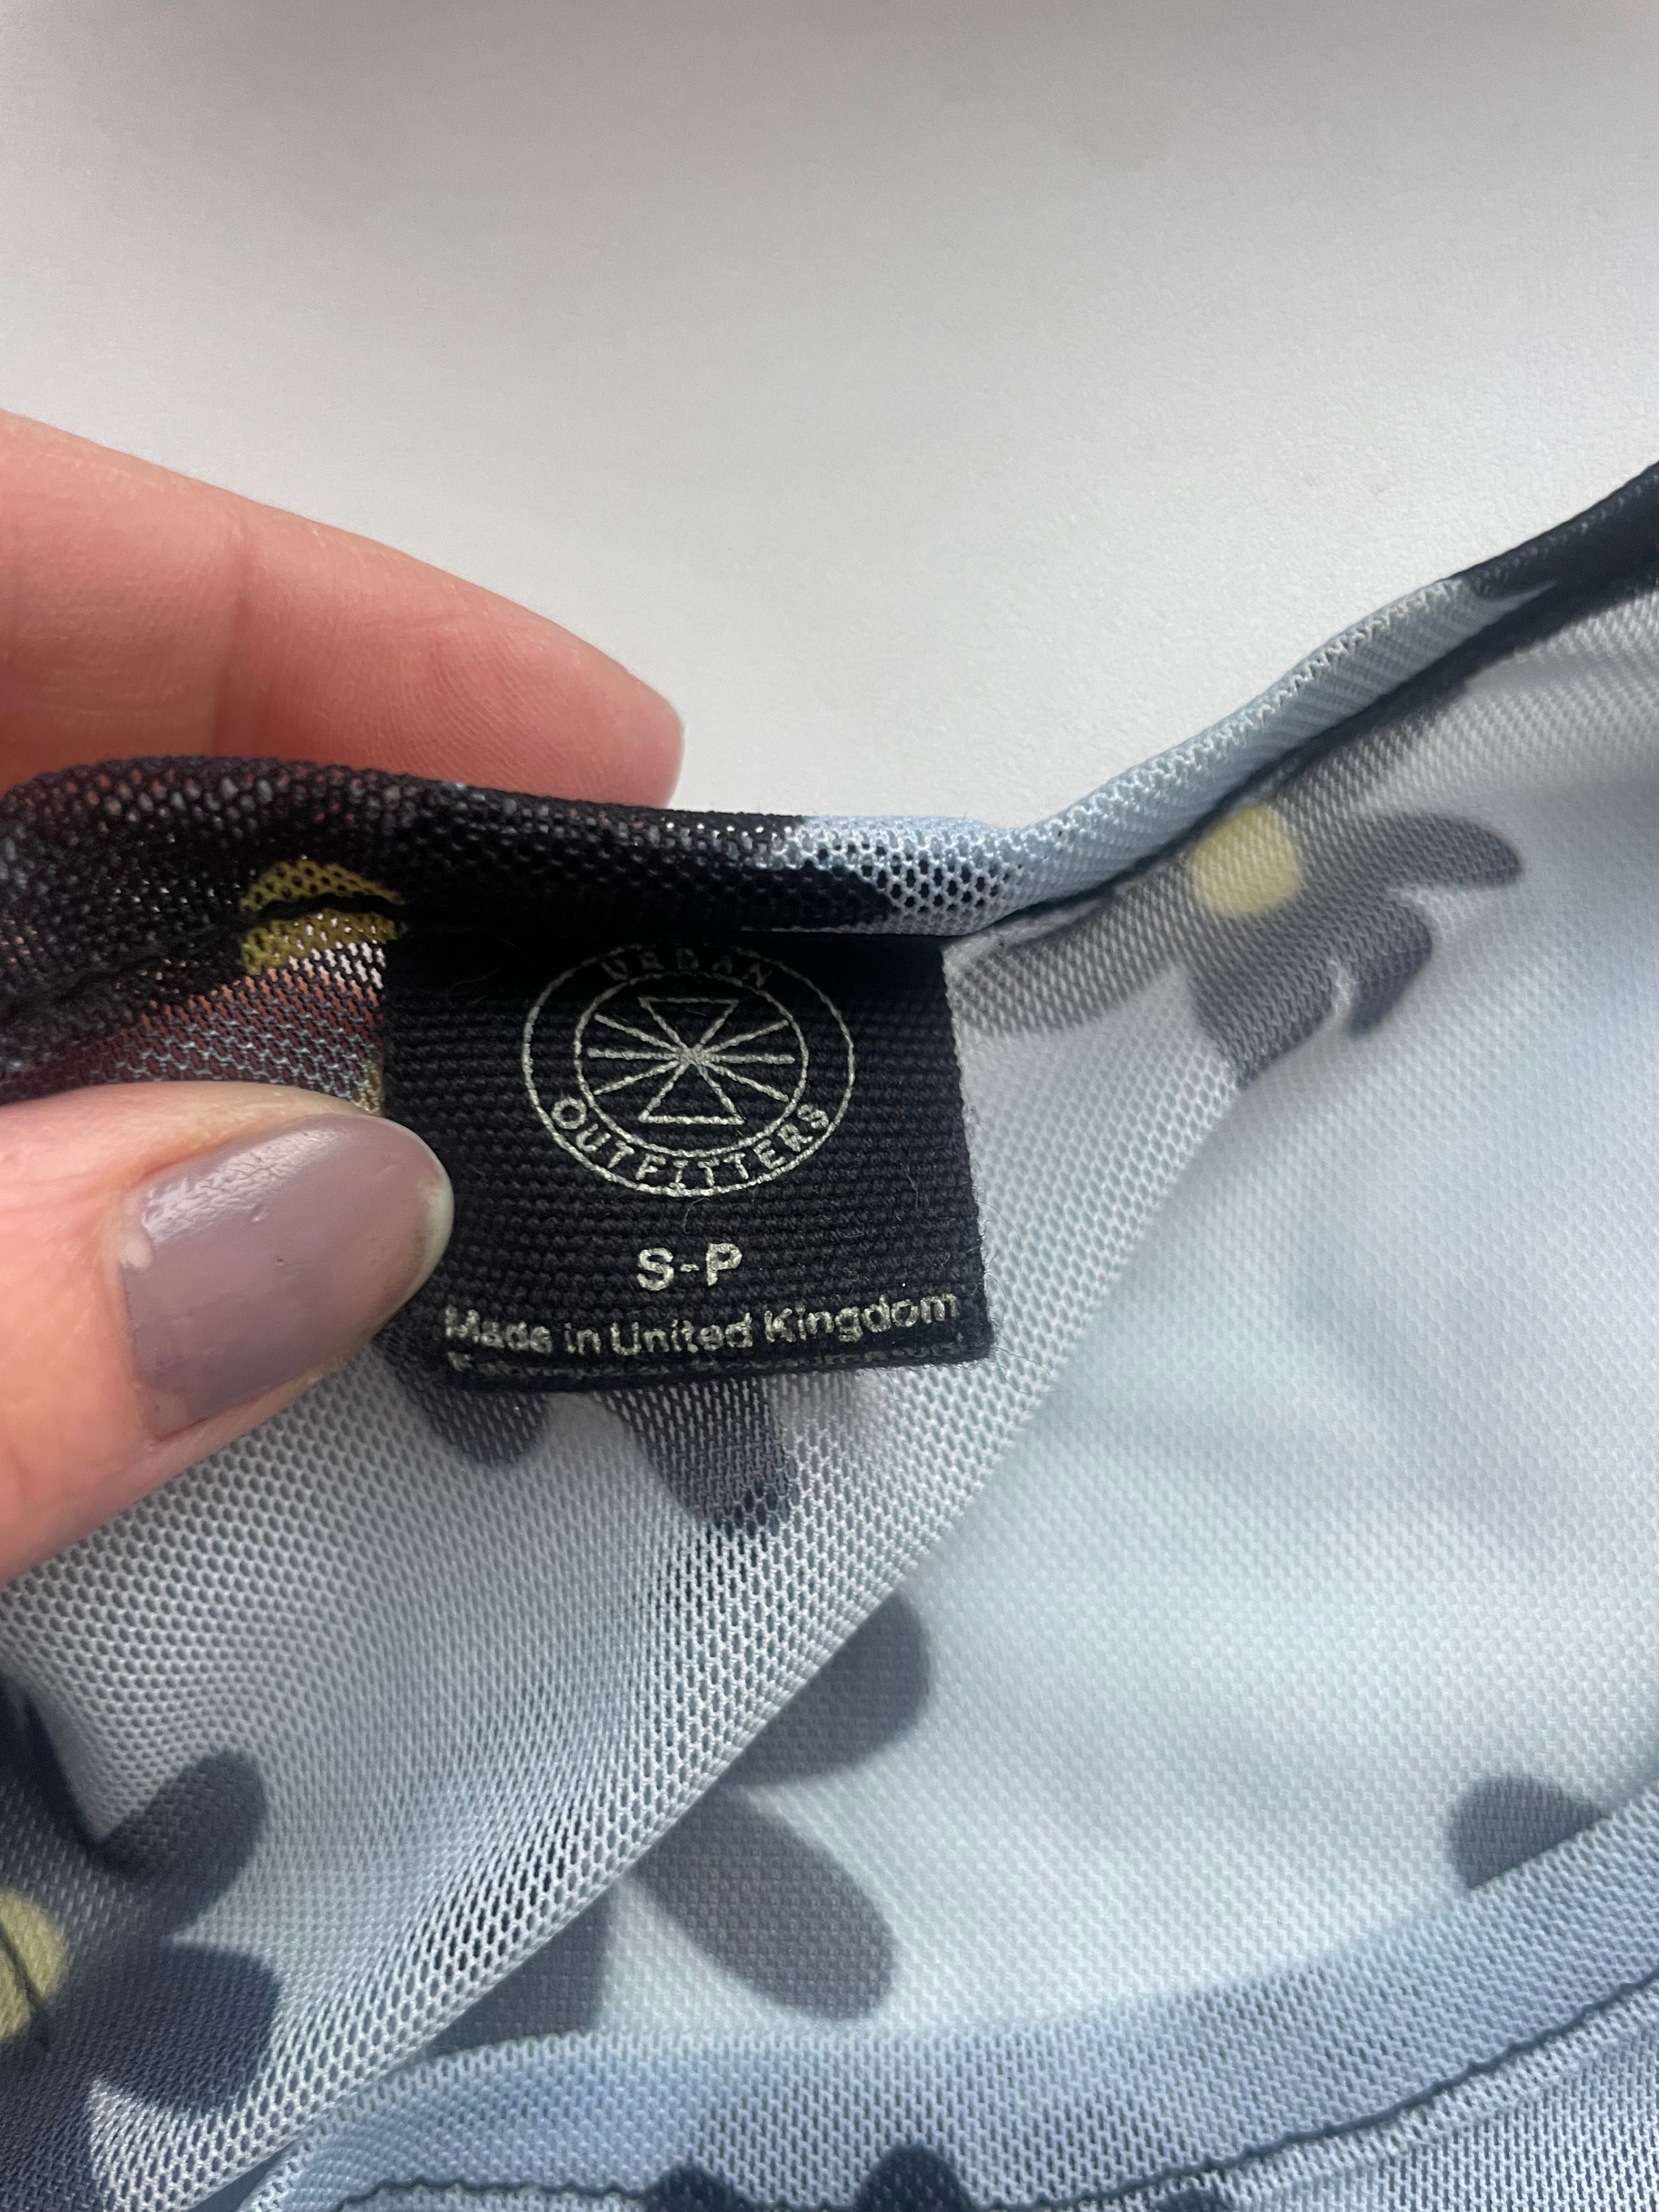 URBAN
OUTFITTERS
S-P
Made in United Kingdom